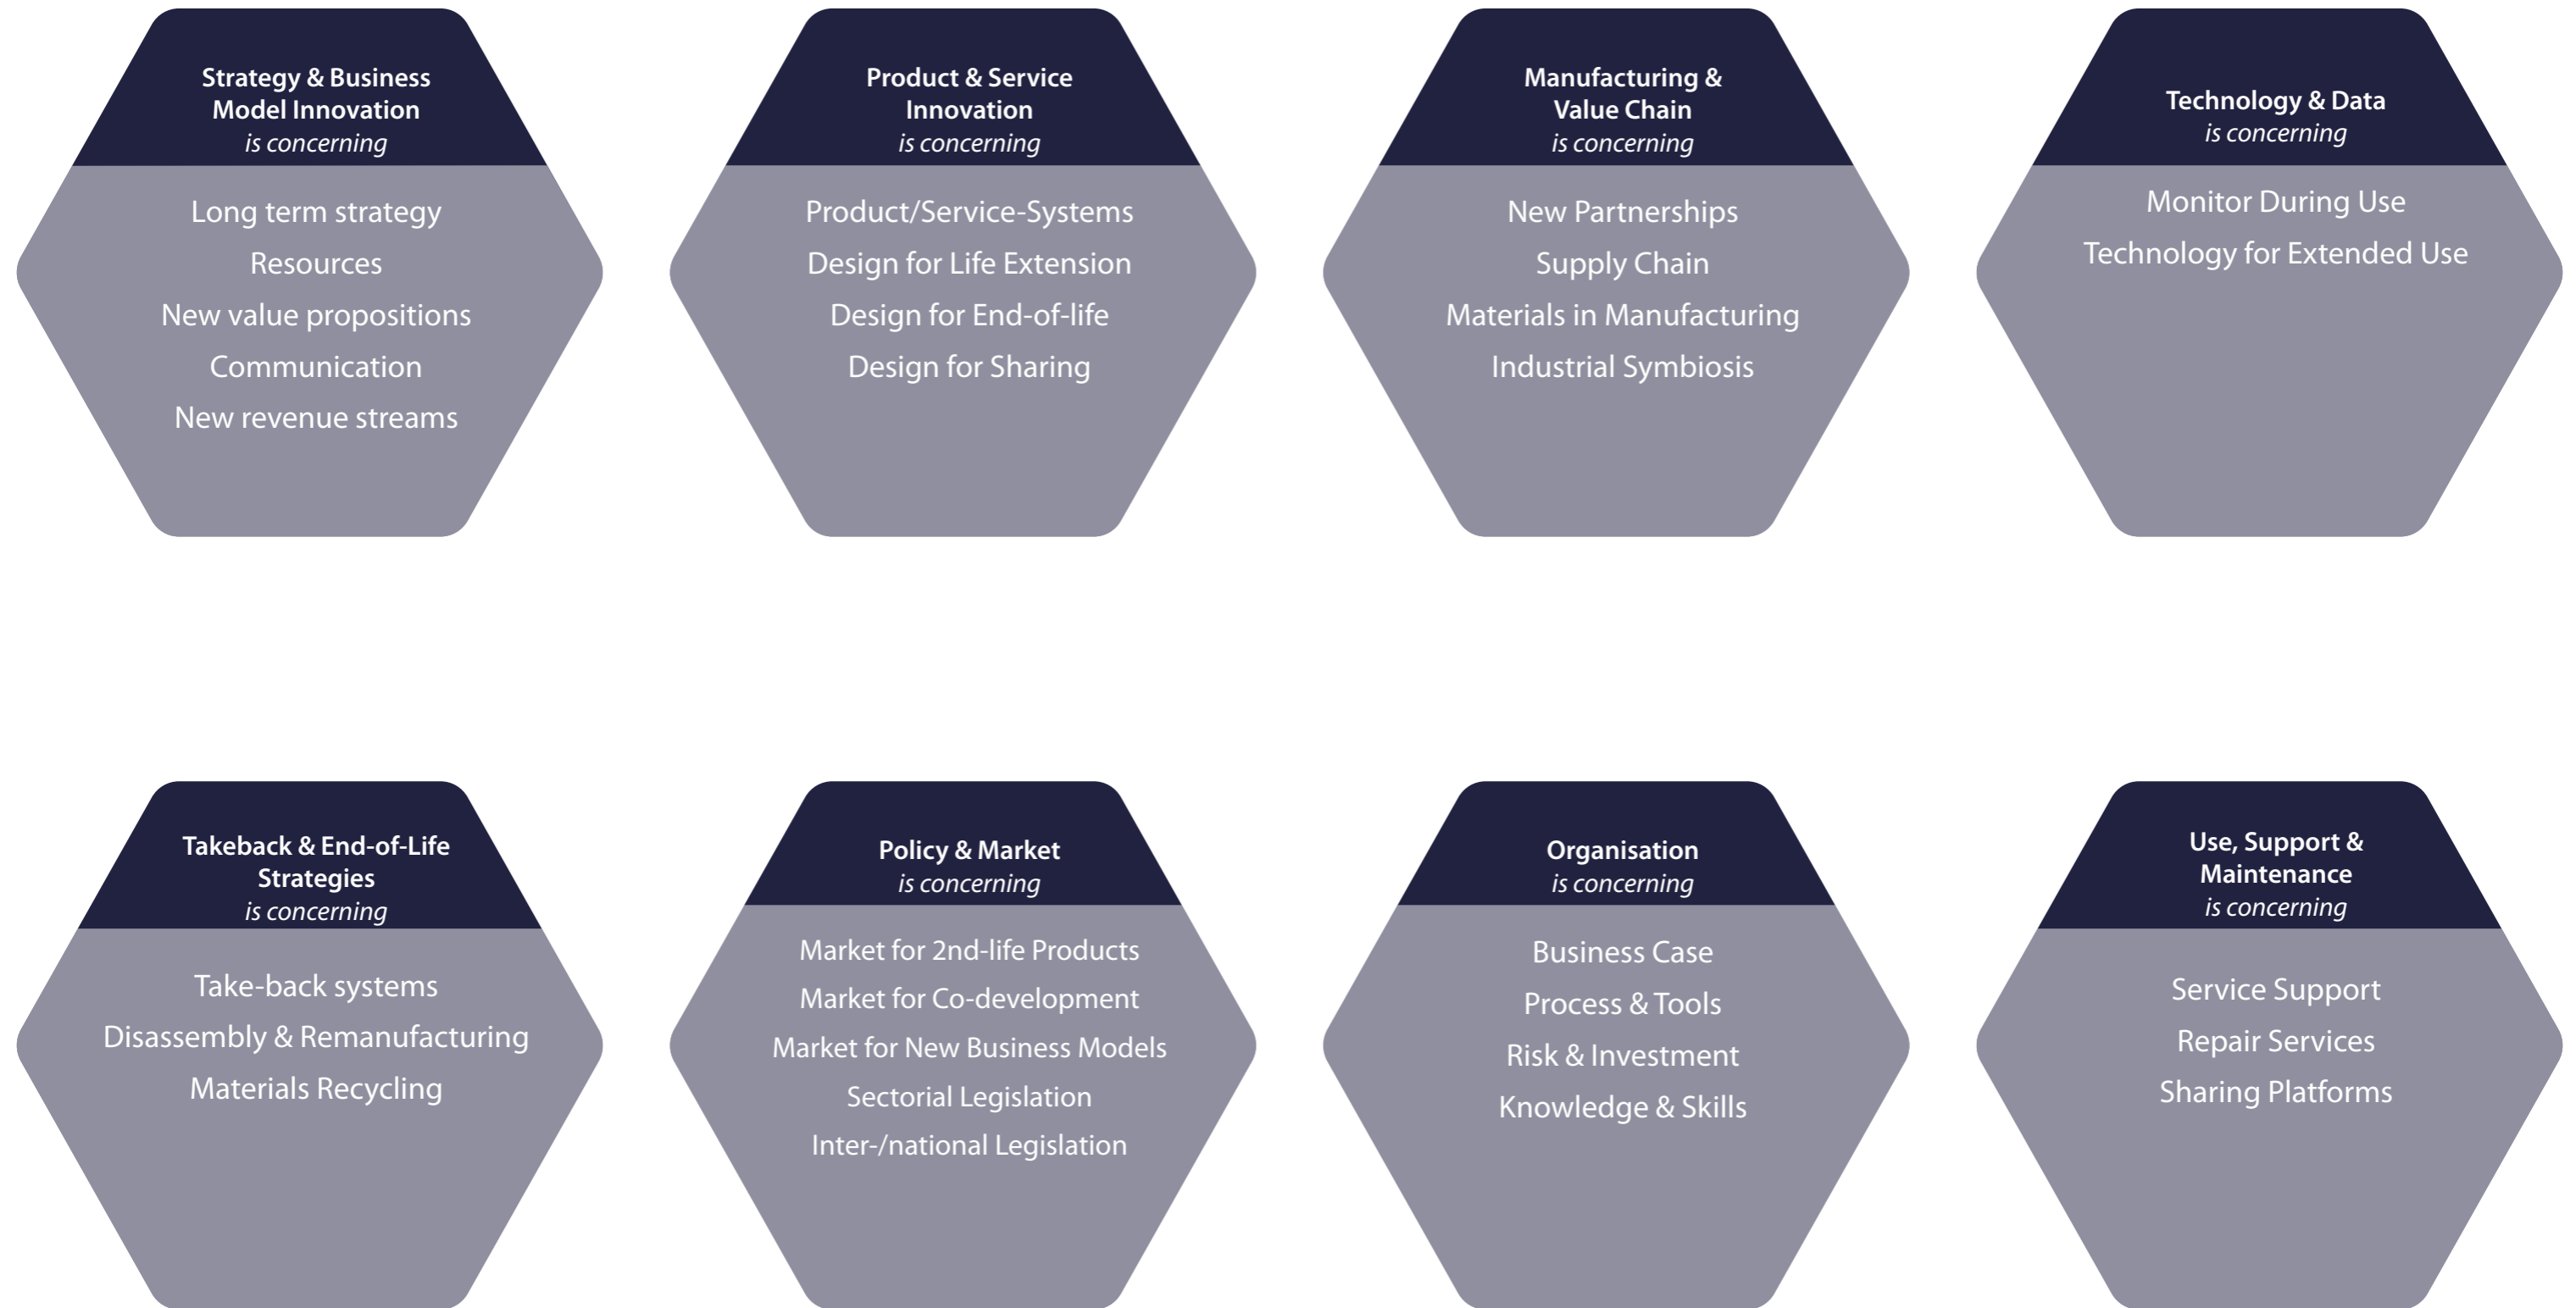 Strategy & Business
Model Innovation
is concerning
Long term strategy
Resources
New value propositions
Communication
New revenue streams
Product & Service
Innovation
is concerning
Product/Service-Systems
Design for Life Extension
Design for End-of-life
Design for Sharing
Manufacturing &
Value Chain
is concerning
New Partnerships
Supply Chain
Materials in Manufacturing
Industrial Symbiosis
Technology & Data
is concerning
Monitor During Use
Technology for Extended Use
Takeback & End-of-Life
Strategies
is concerning
Take-back systems
Disassembly & Remanufacturing
Materials Recycling
Policy & Market
is concerning
Market for 2nd-life Products
Market for Co-development
Market for New Business Models
Sectorial Legislation
Inter-/national Legislation
Organisation
is concerning
Business Case
Process & Tools
Risk & Investment
Knowledge & Skills
Use, Support &
Maintenance
is concerning
Service Support
Repair Services
Sharing Platforms